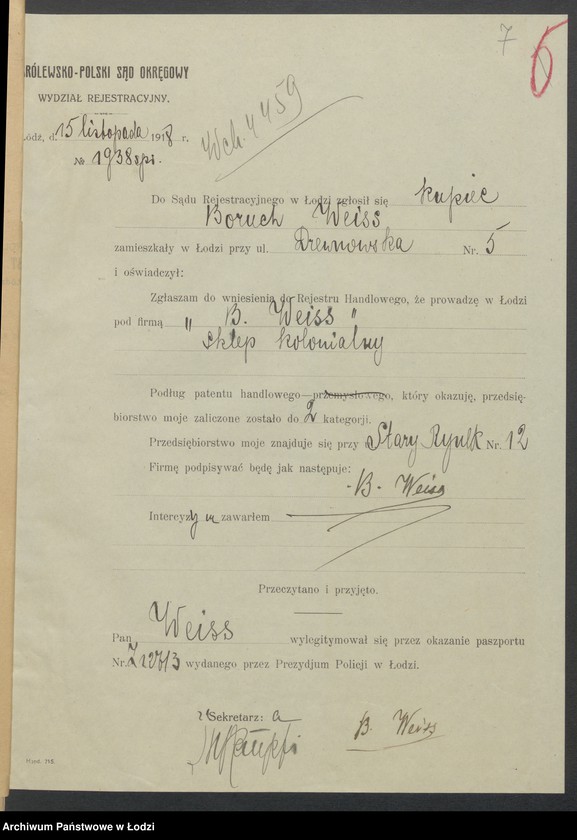 7
6
RÓLEWSKO-POLSKI SĄD OKRĘGOWY
WYDZIAŁ REJESTRACYJNY.
Łódź, d. 15 listopada 1918 r.
№ 1938 spi.
Wch. 4459
Do Sądu Rejestracyjnego w Łodzi zgłosił się kupiec
Boruch Weiss
zamieszkały w Łodzi przy ul. Drewnowska Nr. 5
i oświadczył:
Zgłaszam do wniesienia do Rejestru Handlowego, że prowadzę w Łodzi
pod firmą „ B. Weiss "
sklep kolonialny
Podług patentu handlowego—przemysłowego, który okazuję, przedsię-
biorstwo moje zaliczone zostało do 2 kategorji.
Przedsiębiorstwo moje znajduje się przy Stary Rynek Nr. 12
Firmę podpisywać będę jak następuje:
B. Weiss
Intercyzy nie zawarłem
Przeczytano i przyjęto.
Pan Weiss wylegitymował się przez okazanie paszportu
Nr. wydanego przez Prezydjum Policji w Łodzi.
Sekretarz:
B. Weiss
Archiwum Państwowe w Łodzi